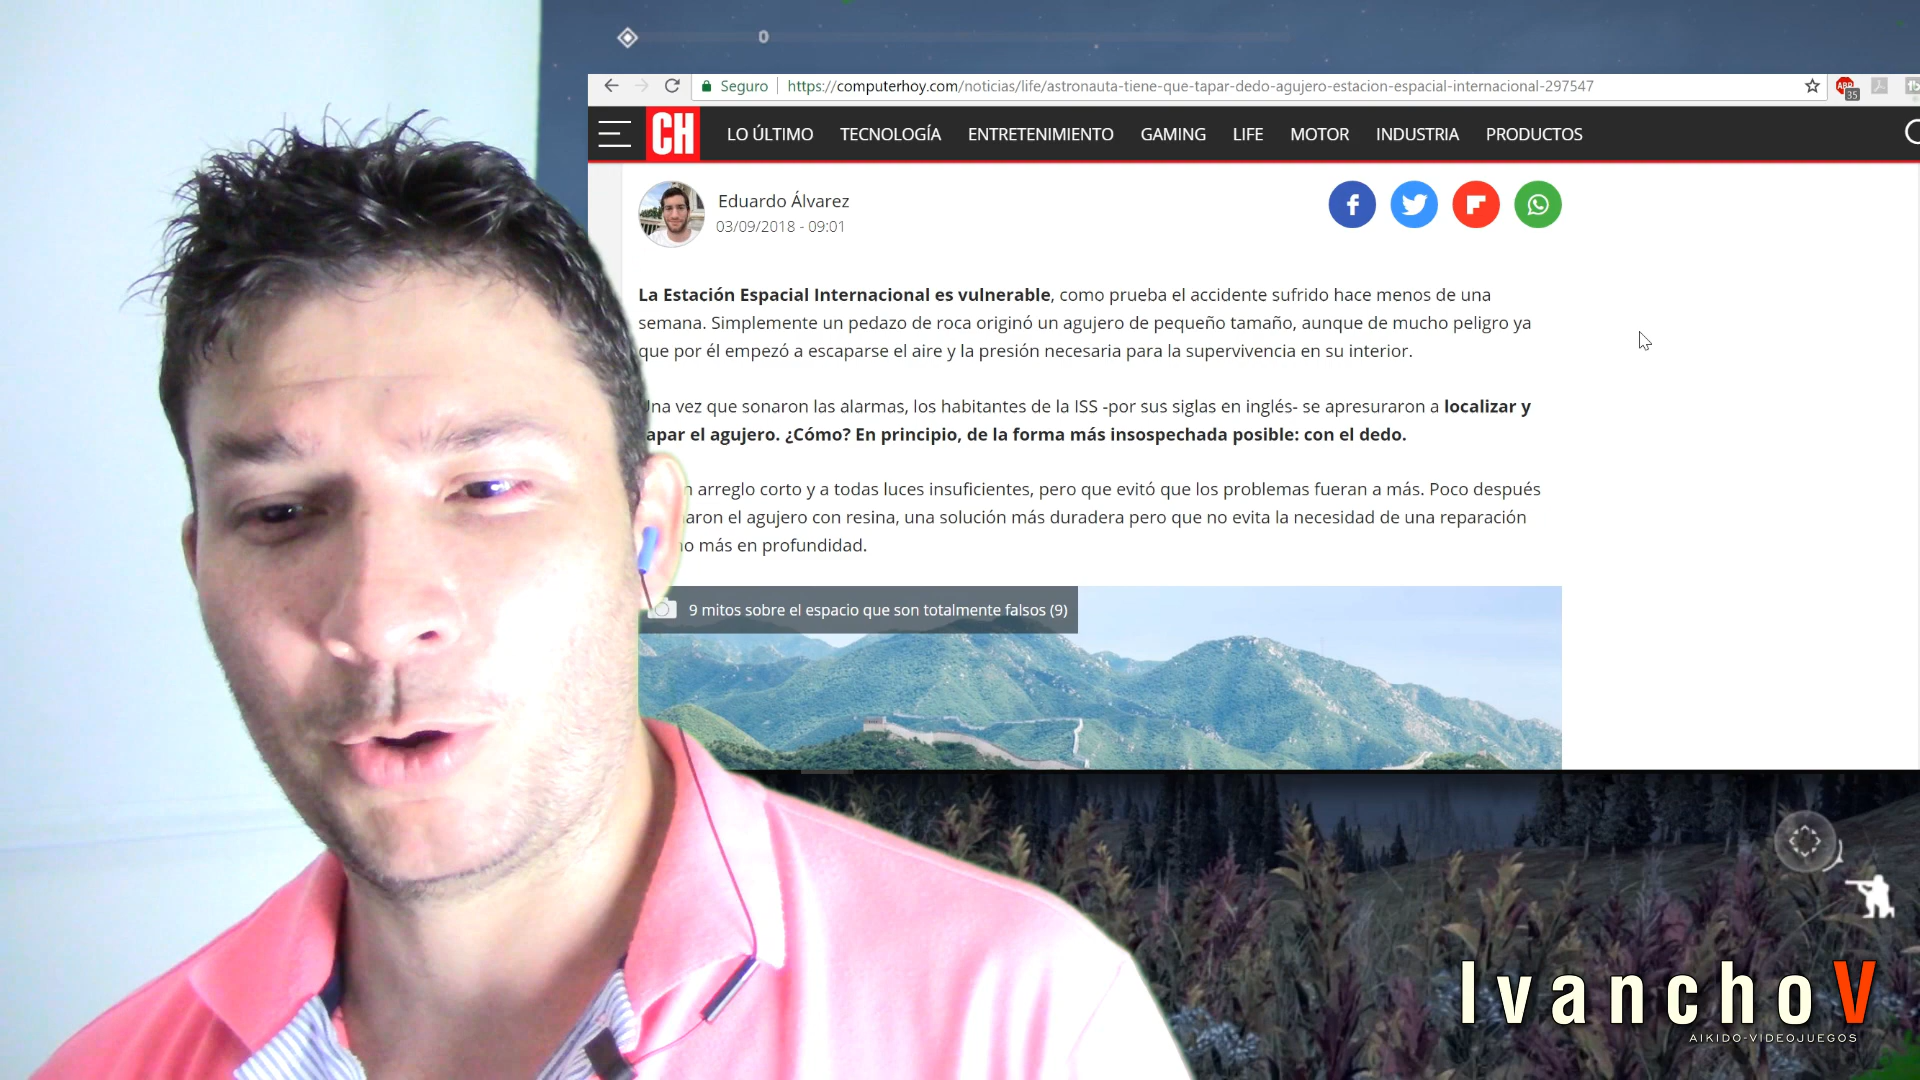 0
Seguro
https://computerhoy.com/noticias/life/astronauta-tiene-que-tapar-dedo-agujero-estacion-espacial-internacional-297547
ABP
35
CH
LO ÚLTIMO TECNOLOGÍA ENTRETENIMIENTO GAMING LIFE MOTOR INDUSTRIA PRODUCTOS
Eduardo Álvarez
03/09/2018 - 09:01
La Estación Espacial Internacional es vulnerable, como prueba el accidente sufrido hace menos de una
semana. Simplemente un pedazo de roca originó un agujero de pequeño tamaño, aunque de mucho peligro ya
que por él empezó a escaparse el aire y la presión necesaria para la supervivencia en su interior.
Una vez que sonaron las alarmas, los habitantes de la ISS -por sus siglas en inglés- se apresuraron a localizar y
apar el agujero. ¿Cómo? En principio, de la forma más insospechada posible: con el dedo.
arreglo corto y a todas luces insuficientes, pero que evitó que los problemas fueran a más. Poco después
aron el agujero con resina, una solución más duradera pero que no evita la necesidad de una reparación
más en profundidad.
9 mitos sobre el espacio que son totalmente falsos (9)
IvanchoV
AIKIDO-VIDEOJUEGOS